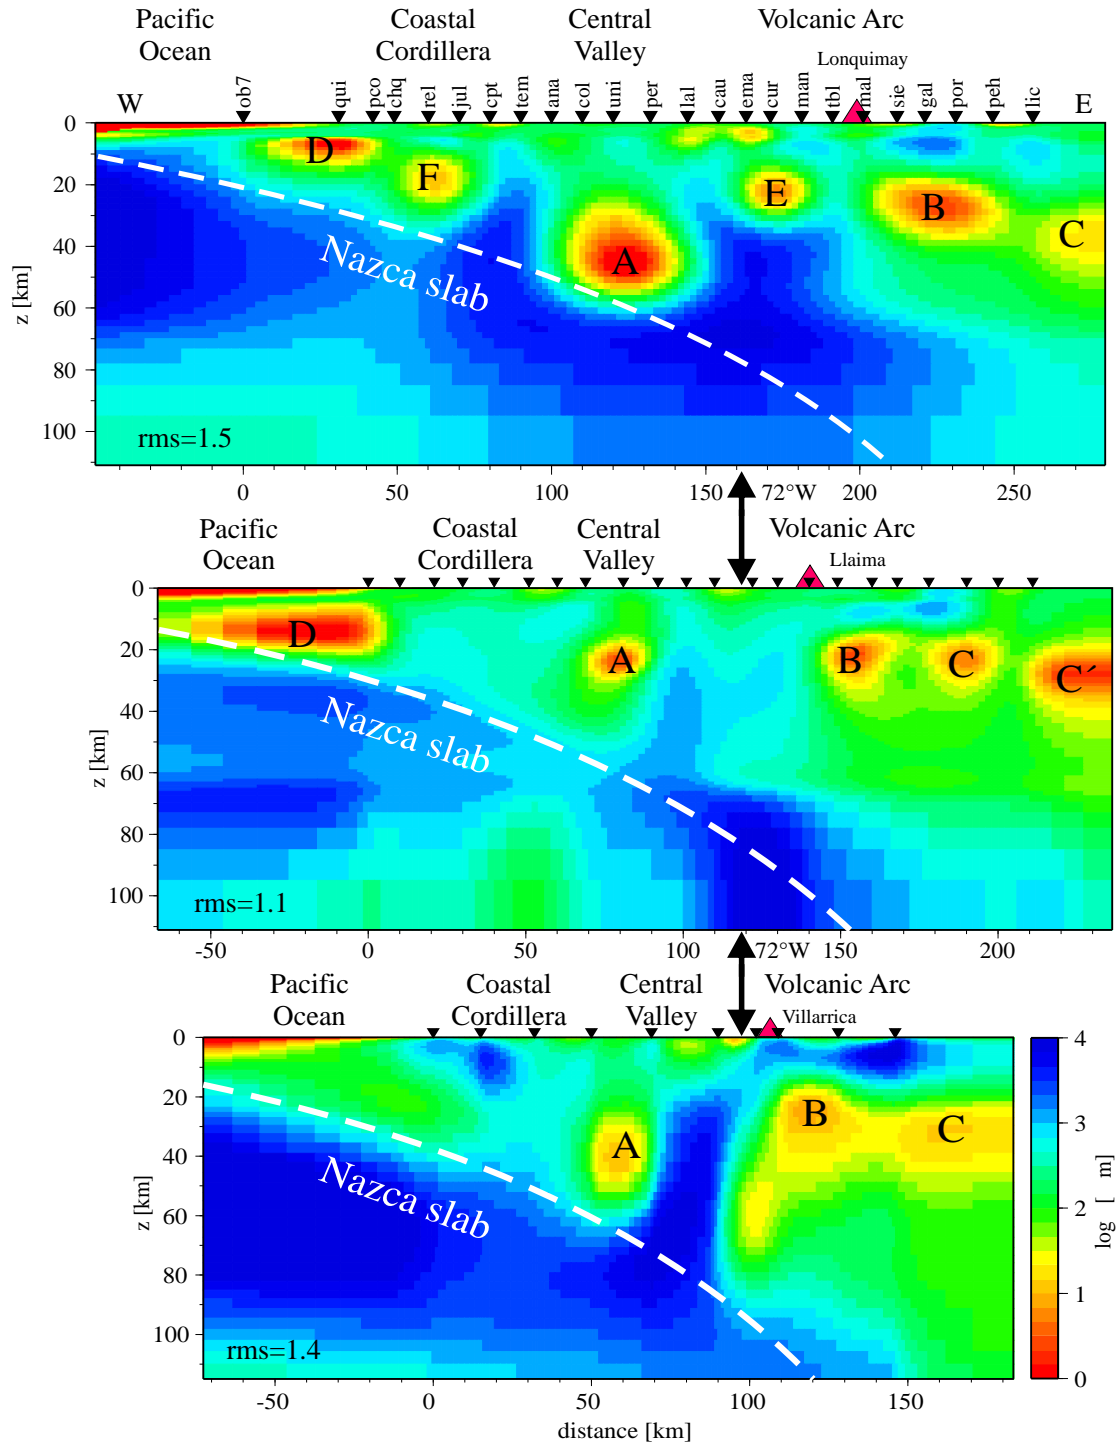 Pacific Ocean
Coastal Cordillera
Central Valley
Volcanic Arc
Lonquimay
W
ob7
qui
pco
chq
rel
jul
cpt
tem
ana
col
uni
per
llal
cau
ema
cur
man
tbl
mal
sie
gal
por
peh
lic
E
0
20
40
60
80
100
z [km]
D
F
A
E
B
C
Nazca slab
rms=1.5
0
50
100
150
72°W
200
250
Pacific Ocean
Coastal Cordillera
Central Valley
Volcanic Arc
Llaima
0
20
40
60
80
100
z [km]
D
A
B
C
C´
Nazca slab
rms=1.1
-50
0
50
100
72°W
150
200
Pacific Ocean
Coastal Cordillera
Central Valley
Volcanic Arc
Villarrica
0
20
40
60
80
100
z [km]
A
B
C
Nazca slab
rms=1.4
-50
0
50
100
150
distance [km]
4
3
2
1
0
log [ m]